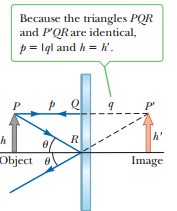 Because the triangles PQR
and P'QR are identical,
p = |q| and h = h'.
P p Q q P'
R
h θ h'
Object θ Image